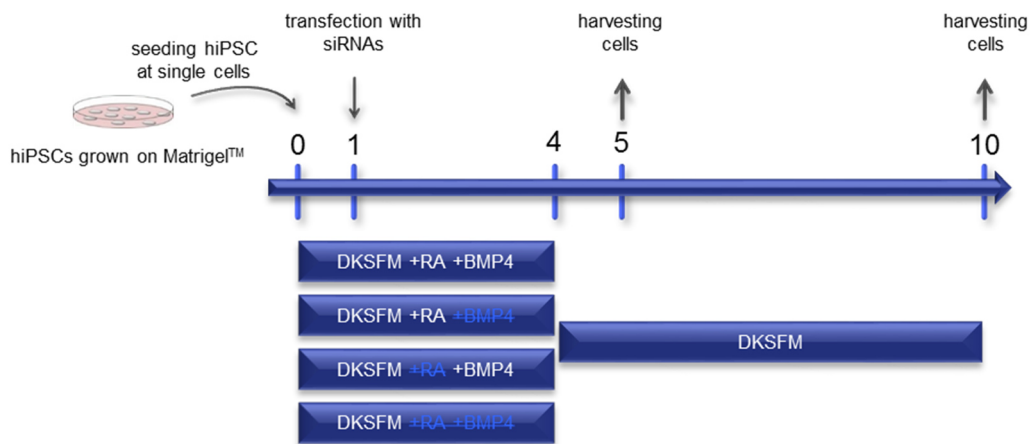 transfection with
siRNAs
harvesting
cells
harvesting
cells
seeding hiPSC
at single cells
hiPSCs grown on Matrigel™
0
1
4
5
10
DKSFM +RA +BMP4
DKSFM +RA +BMP4
DKSFM +RA +BMP4
DKSFM +RA +BMP4
DKSFM